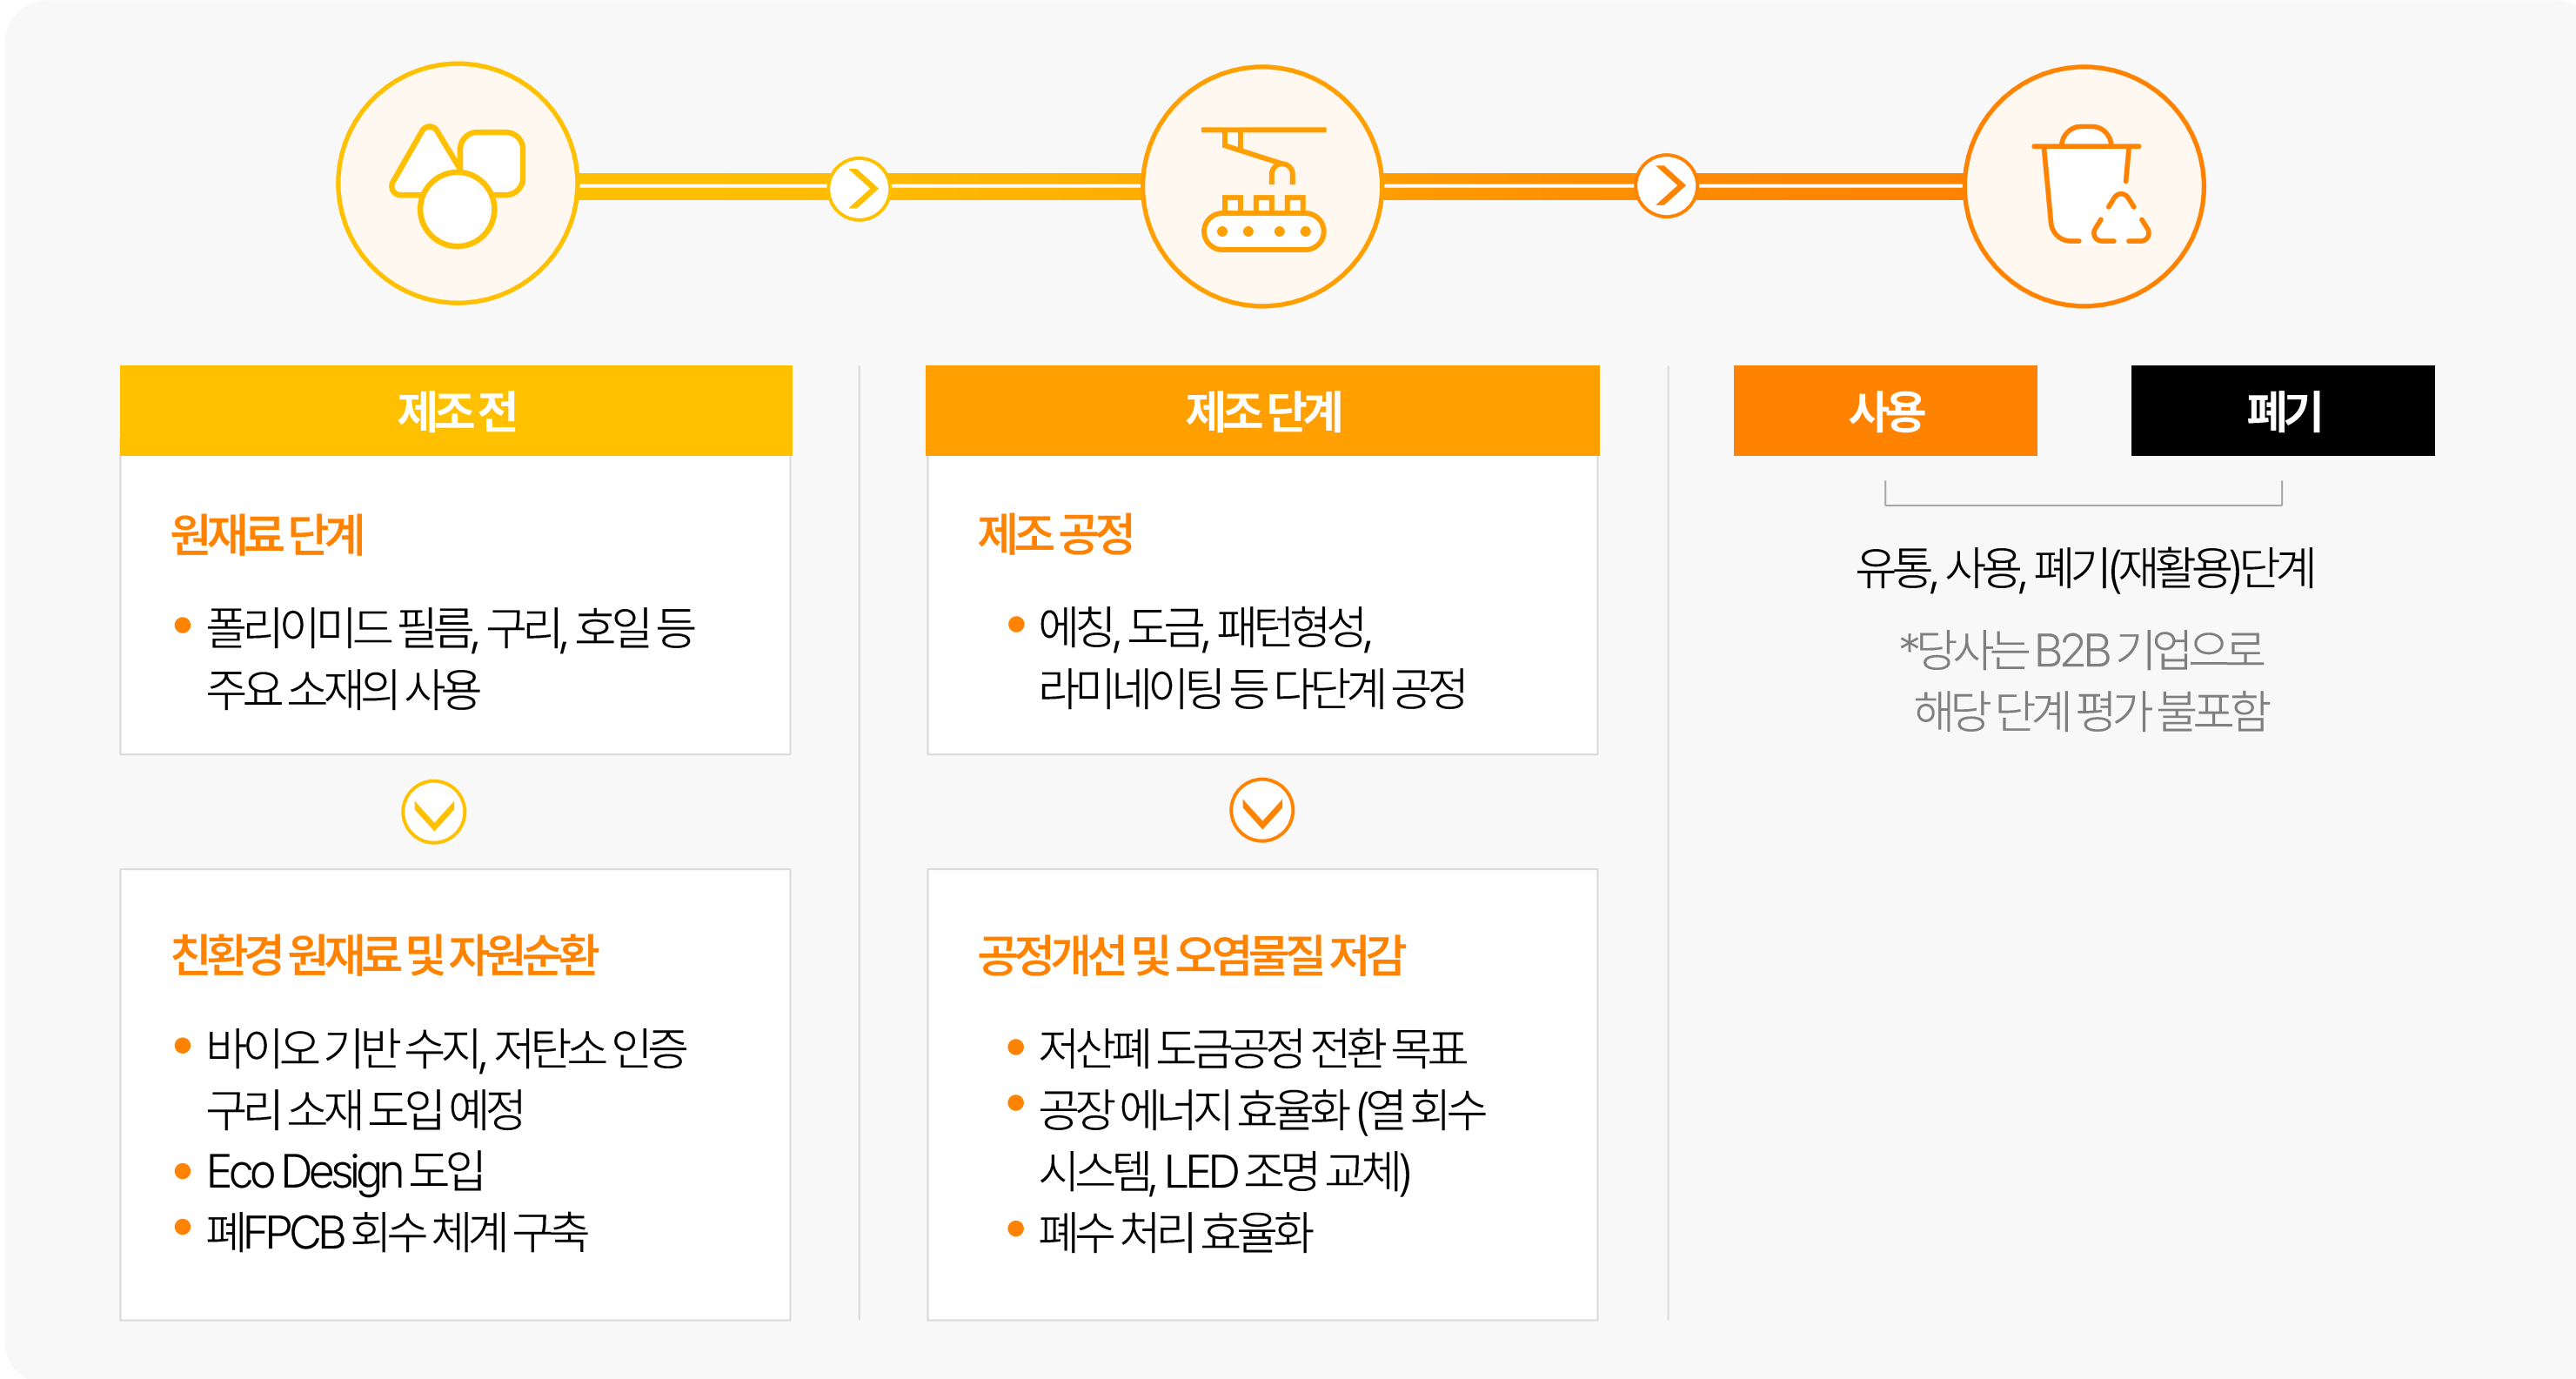 제조 전
원재료 단계
폴리이미드 필름, 구리, 호일 등
주요 소재의 사용
친환경 원재료 및 자원순환
바이오 기반 수지, 저탄소 인증
구리 소재 도입 예정
Eco Design 도입
폐FPCB 회수 체계 구축
제조 단계
제조 공정
에칭, 도금, 패턴형성,
라미네이팅 등 다단계 공정
공정개선 및 오염물질 저감
저산폐 도금공정 전환 목표
공장 에너지 효율화 (열 회수
시스템, LED 조명 교체)
폐수 처리 효율화
사용
폐기
유통, 사용, 폐기(재활용)단계
*당사는 B2B 기업으로
해당 단계 평가 불포함